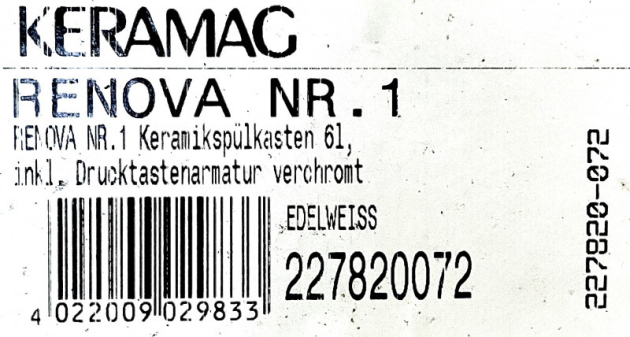 KERAMAG
RENOVA NR.1
RENOVA NR.1 Keramikspülkasten 6l,
inkl. Drucktastenarmatur verchromt
EDELWEISS
227820072
4 022009 029833
227820-072